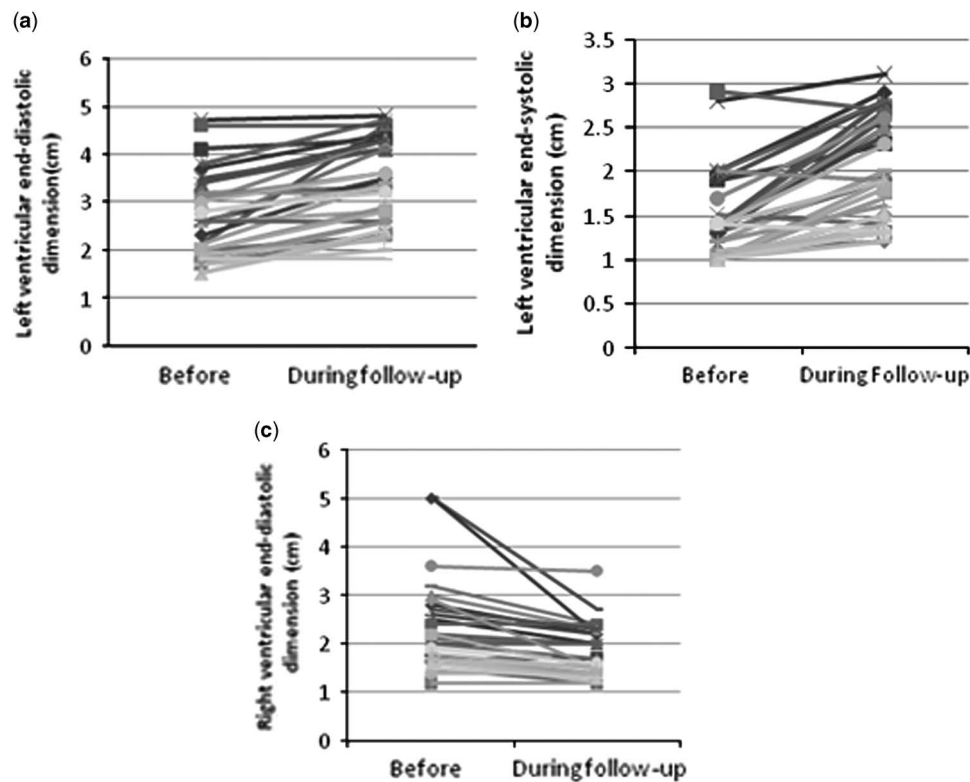 (a)
Left ventricular end-diastolic
dimension(cm)
6
5
4
3
2
1
0
Before
During follow-up
(b)
Left ventricular end-systolic
dimension (cm)
3.5
3
2.5
2
1.5
1
0.5
0
Before
During Follow-up
(c)
Right ventricular end-diastolic
dimension (cm)
6
5
4
3
2
1
0
Before
During follow-up